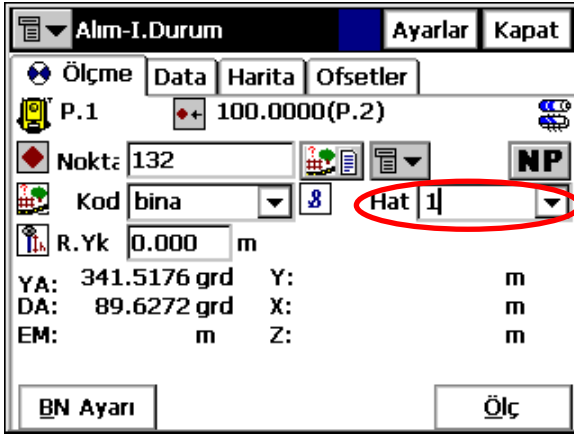 Alım-I.Durum Ayarlar Kapat
Ölçme Data Harita Ofsetler
P.1 100.0000(P.2)
Nokta 132 NP
Kod bina 8 Hat 1
R.Yk 0.000 m
YA: 341.5176 grd Y: m
DA: 89.6272 grd X: m
EM: m Z: m
BN Ayarı Ölç